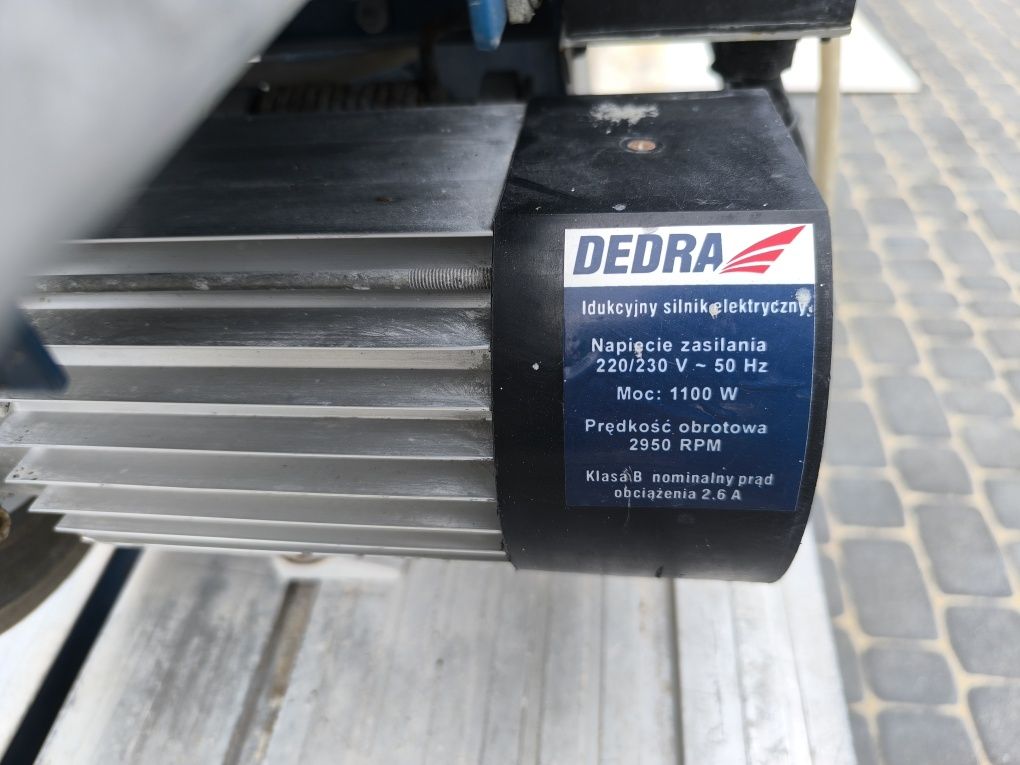 DEDRA
Idukcyjny silnik elektryczny
Napięcie zasilania
220/230 V ~ 50 Hz
Moc: 1100 W
Prędkość obrotowa
2950 RPM
Klasa B nominalny prąd
obciążenia 2.6 A